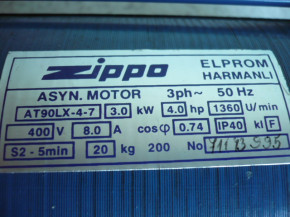 zippo ELPROM
HARMANLI
ASYN. MOTOR 3ph~ 50 Hz
AT90LX-4-7 3.0 kW 4.0 hp 1360 U/min
400 V 8.0 A cosφ 0.74 IP40 kl F
S2 - 5min 20 kg 200 No